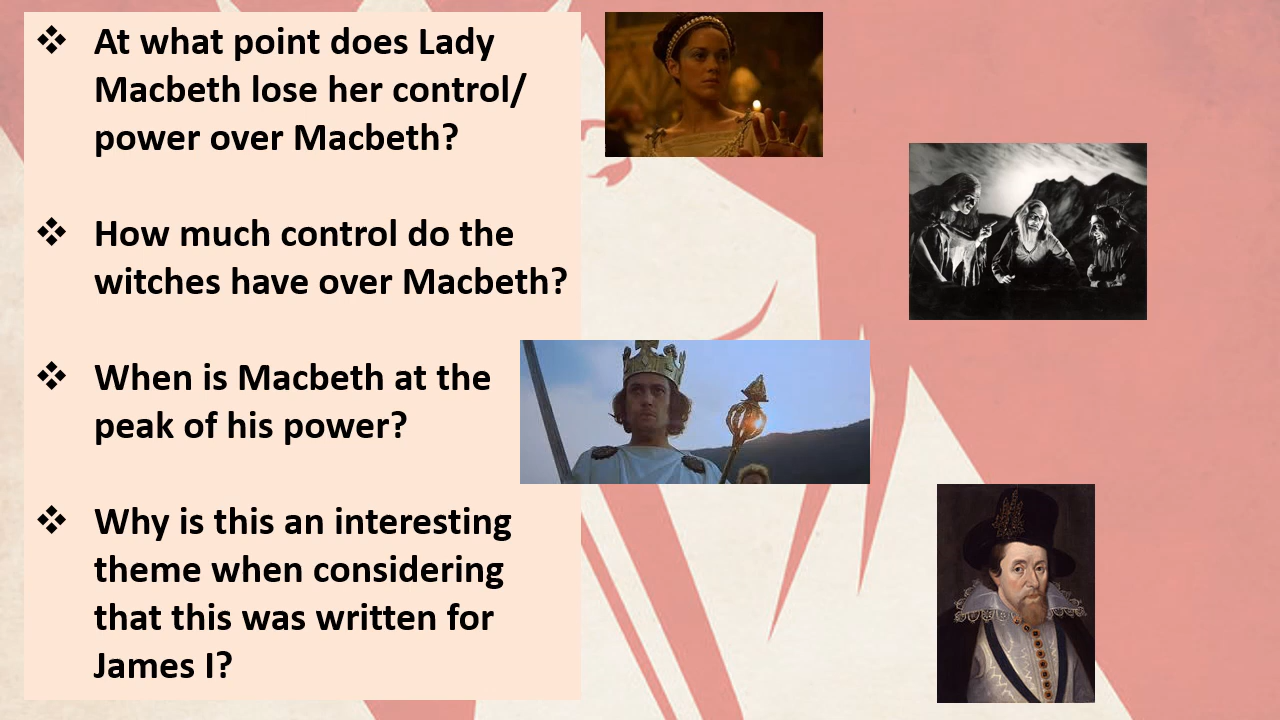 ❖ At what point does Lady
Macbeth lose her control/
power over Macbeth?
❖ How much control do the
witches have over Macbeth?
❖ When is Macbeth at the
peak of his power?
❖ Why is this an interesting
theme when considering
that this was written for
James I?